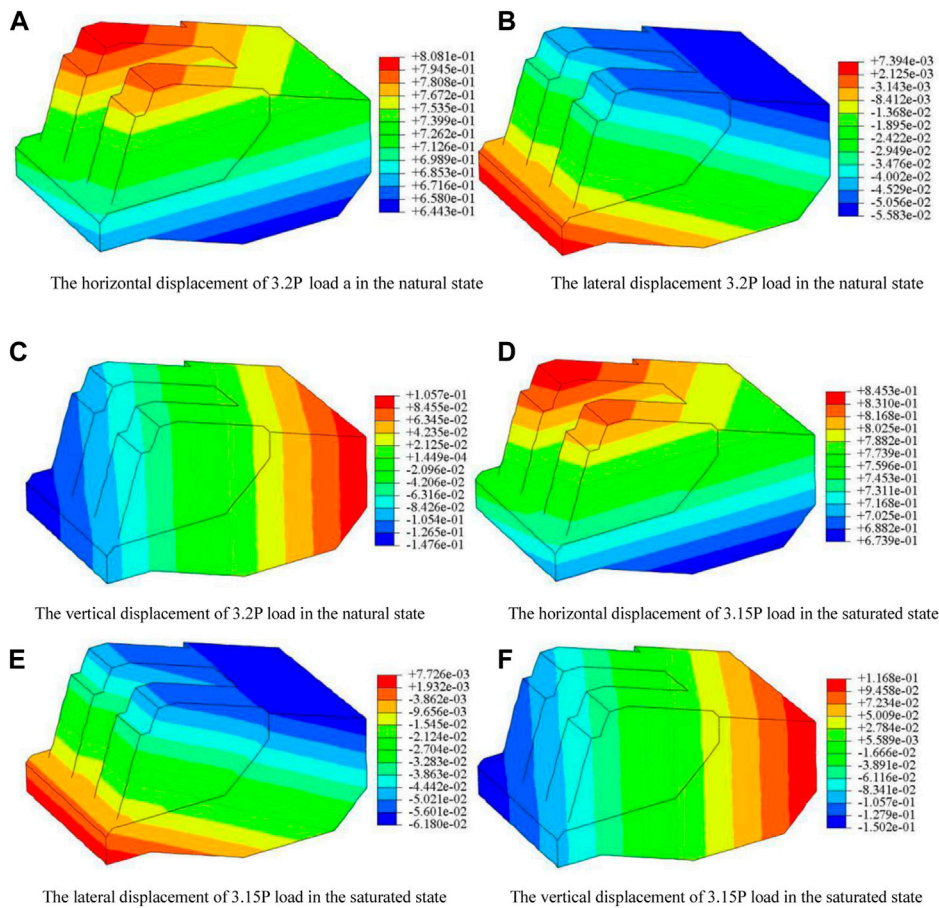 A
+8.081e-01
+7.945e-01
+7.808e-01
+7.672e-01
+7.535e-01
+7.399e-01
+7.262e-01
+7.126e-01
+6.989e-01
+6.853e-01
+6.716e-01
+6.580e-01
+6.443e-01
The horizontal displacement of 3.2P load a in the natural state
B
+7.394e-03
+2.125e-03
-3.143e-03
-8.412e-03
-1.368e-02
-1.895e-02
-2.422e-02
-2.949e-02
-3.476e-02
-4.002e-02
-4.529e-02
-5.056e-02
-5.583e-02
The lateral displacement 3.2P load in the natural state
C
+1.057e-01
+8.455e-02
+6.345e-02
+4.235e-02
+2.125e-02
+1.449e-04
-2.096e-02
-4.206e-02
-6.316e-02
-8.426e-02
-1.054e-01
-1.265e-01
-1.476e-01
The vertical displacement of 3.2P load in the natural state
D
+8.453e-01
+8.310e-01
+8.168e-01
+8.025e-01
+7.882e-01
+7.739e-01
+7.596e-01
+7.453e-01
+7.311e-01
+7.168e-01
+7.025e-01
+6.882e-01
+6.739e-01
The horizontal displacement of 3.15P load in the saturated state
E
+7.726e-03
+1.932e-03
-3.862e-03
-9.656e-03
-1.545e-02
-2.124e-02
-2.704e-02
-3.283e-02
-3.863e-02
-4.442e-02
-5.021e-02
-5.601e-02
-6.180e-02
The lateral displacement of 3.15P load in the saturated state
F
+1.168e-01
+9.458e-02
+7.234e-02
+5.009e-02
+2.784e-02
+5.589e-03
-1.666e-02
-3.891e-02
-6.116e-02
-8.341e-02
-1.057e-01
-1.279e-01
-1.502e-01
The vertical displacement of 3.15P load in the saturated state